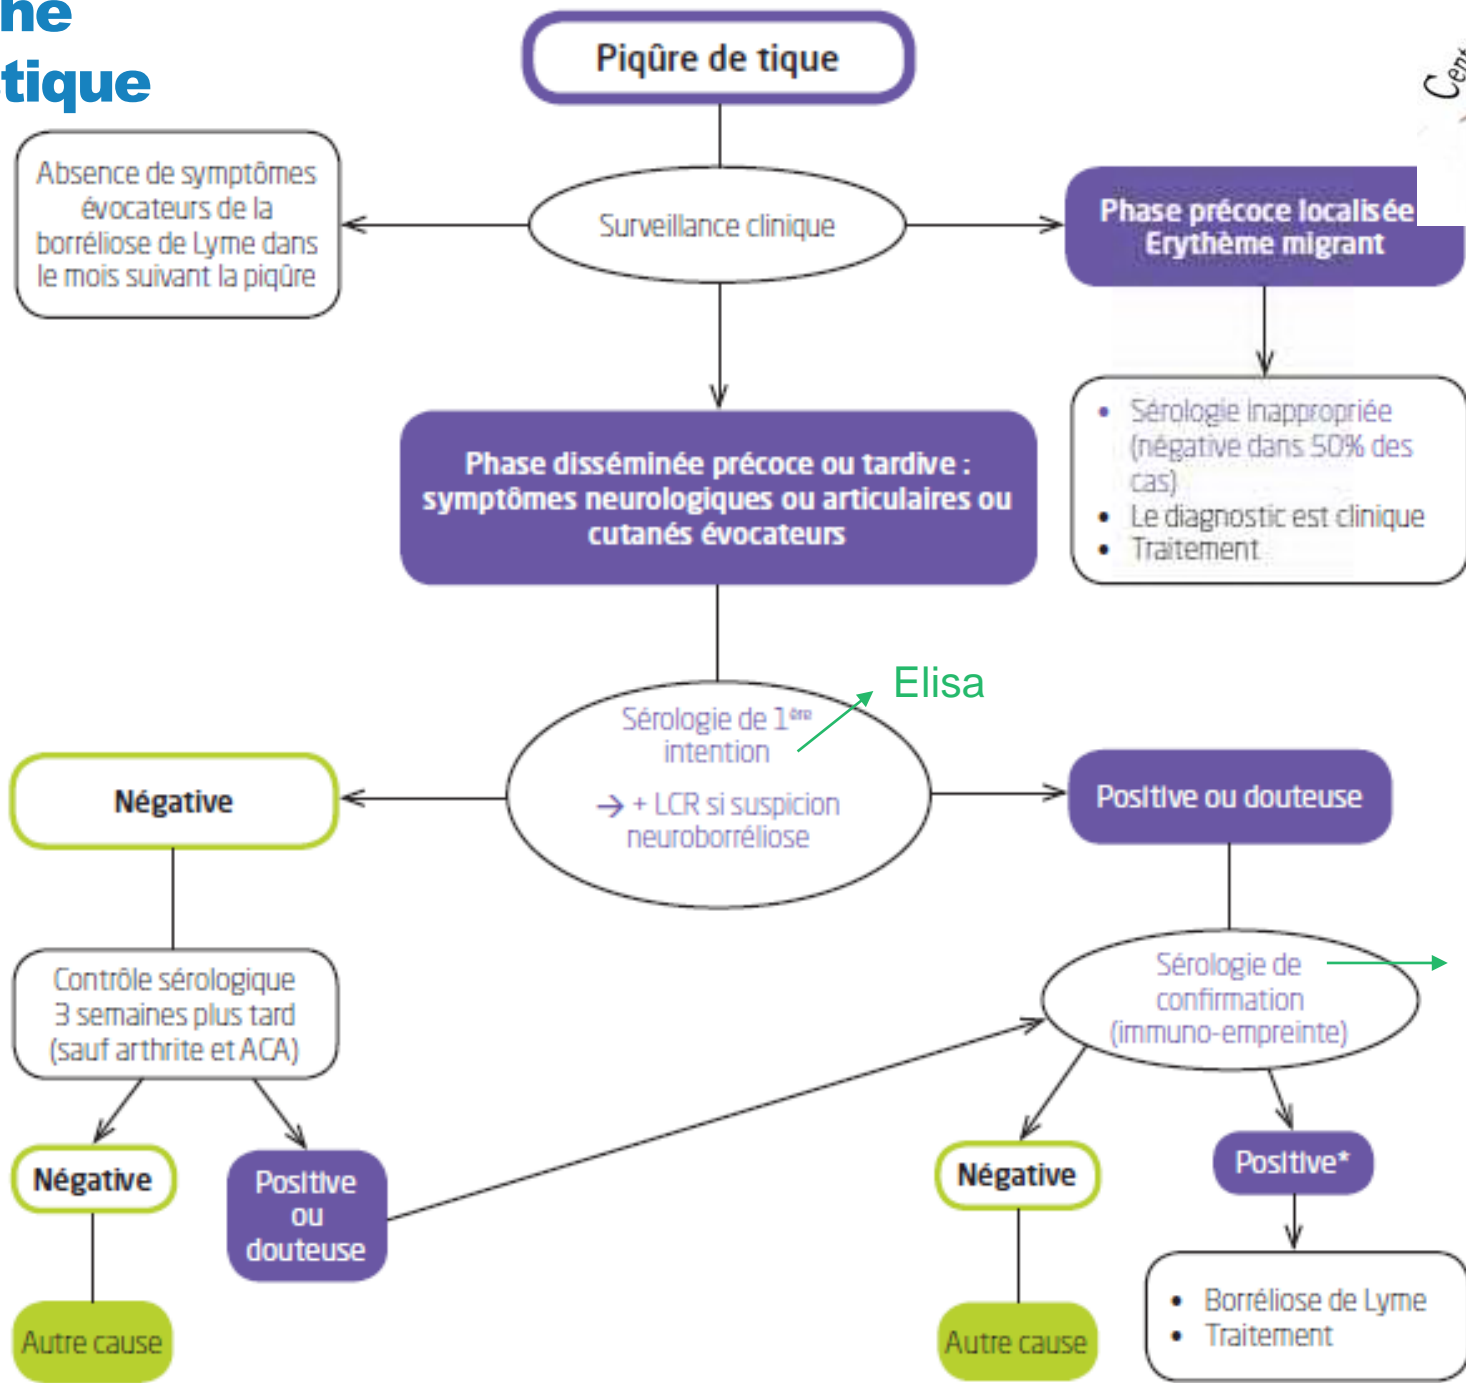 Piqûre de tique
Absence de symptômes
évocateurs de la
borréliose de Lyme dans
le mois suivant la piqûre
Surveillance clinique
Phase précoce localisée
Erythème migrant
• Sérologie inappropriée
(négative dans 50% des
cas)
• Le diagnostic est clinique
• Traitement
Phase disséminée précoce ou tardive :
symptômes neurologiques ou articulaires ou
cutanés évocateurs
Elisa
Sérologie de 1ère
intention
→ + LCR si suspicion
neuroborréliose
Négative
Positive ou douteuse
Contrôle sérologique
3 semaines plus tard
(sauf arthrite et ACA)
Sérologie de
confirmation
(immuno-empreinte)
Négative
Positive
ou
douteuse
Négative
Positive*
Autre cause
Autre cause
• Borréliose de Lyme
• Traitement